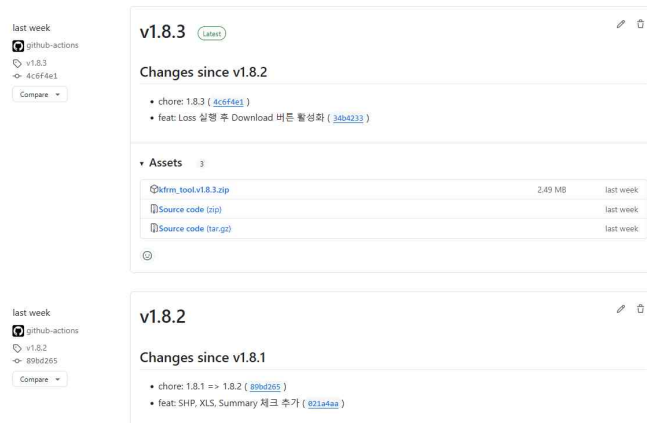 last week
github-actions
v1.8.3
4c6f4e1
Compare
v1.8.3 Latest
Changes since v1.8.2
chore: 1.8.3 ( 4c6f4e1 )
feat: Loss 실행 후 Download 버튼 활성화 ( 34b4233 )
Assets 3
kfrm_tool.v1.8.3.zip 2.49 MB last week
Source code (zip) last week
Source code (tar.gz) last week
last week
github-actions
v1.8.2
89bd265
Compare
v1.8.2
Changes since v1.8.1
chore: 1.8.1 => 1.8.2 ( 89bd265 )
feat: SHP, XLS, Summary 체크 추가 ( 021a4aa )